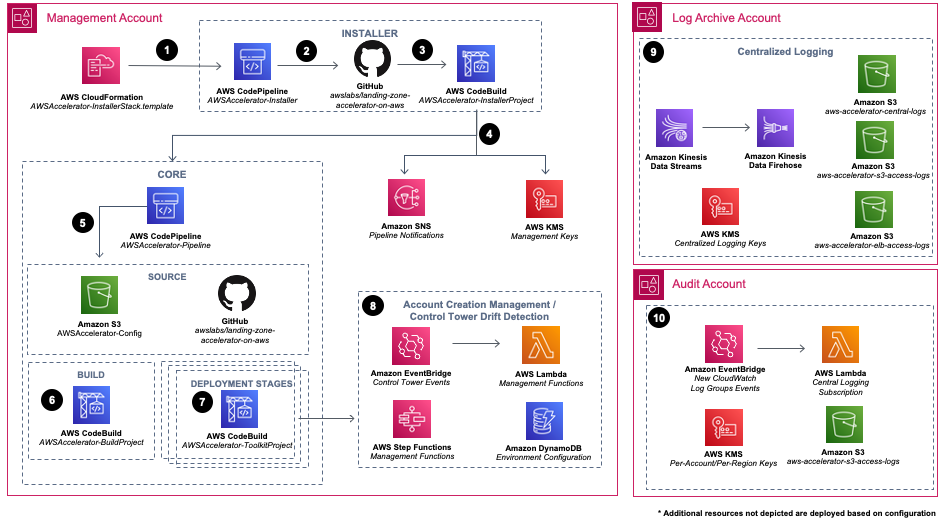 Management Account
1
2
3
INSTALLER
AWS CloudFormation
AWSAccelerator-InstallerStack.template
AWS CodePipeline
AWSAccelerator-Installer
GitHub
awslabs/landing-zone-
accelerator-on-aws
AWS CodeBuild
AWSAccelerator-InstallerProject
4
Amazon SNS
Pipeline Notifications
AWS KMS
Management Keys
CORE
5
AWS CodePipeline
AWSAccelerator-Pipeline
SOURCE
Amazon S3
AWSAccelerator-Config
GitHub
awslabs/landing-zone-
accelerator-on-aws
BUILD
6
AWS CodeBuild
AWSAccelerator-BuildProject
DEPLOYMENT STAGES
7
AWS CodeBuild
AWSAccelerator-ToolkitProject
8
Account Creation Management /
Control Tower Drift Detection
Amazon EventBridge
Control Tower Events
AWS Lambda
Management Functions
AWS Step Functions
Management Functions
Amazon DynamoDB
Environment Configuration
Log Archive Account
9
Centralized Logging
Amazon Kinesis
Data Streams
Amazon Kinesis
Data Firehose
AWS KMS
Centralized Logging Keys
Amazon S3
aws-accelerator-central-logs
Amazon S3
aws-accelerator-s3-access-logs
Amazon S3
aws-accelerator-elb-access-logs
Audit Account
10
Amazon EventBridge
New CloudWatch
Log Groups Events
AWS Lambda
Central Logging
Subscription
AWS KMS
Per-Account/Per-Region Keys
Amazon S3
aws-accelerator-s3-access-logs
* Additional resources not depicted are deployed based on configuration